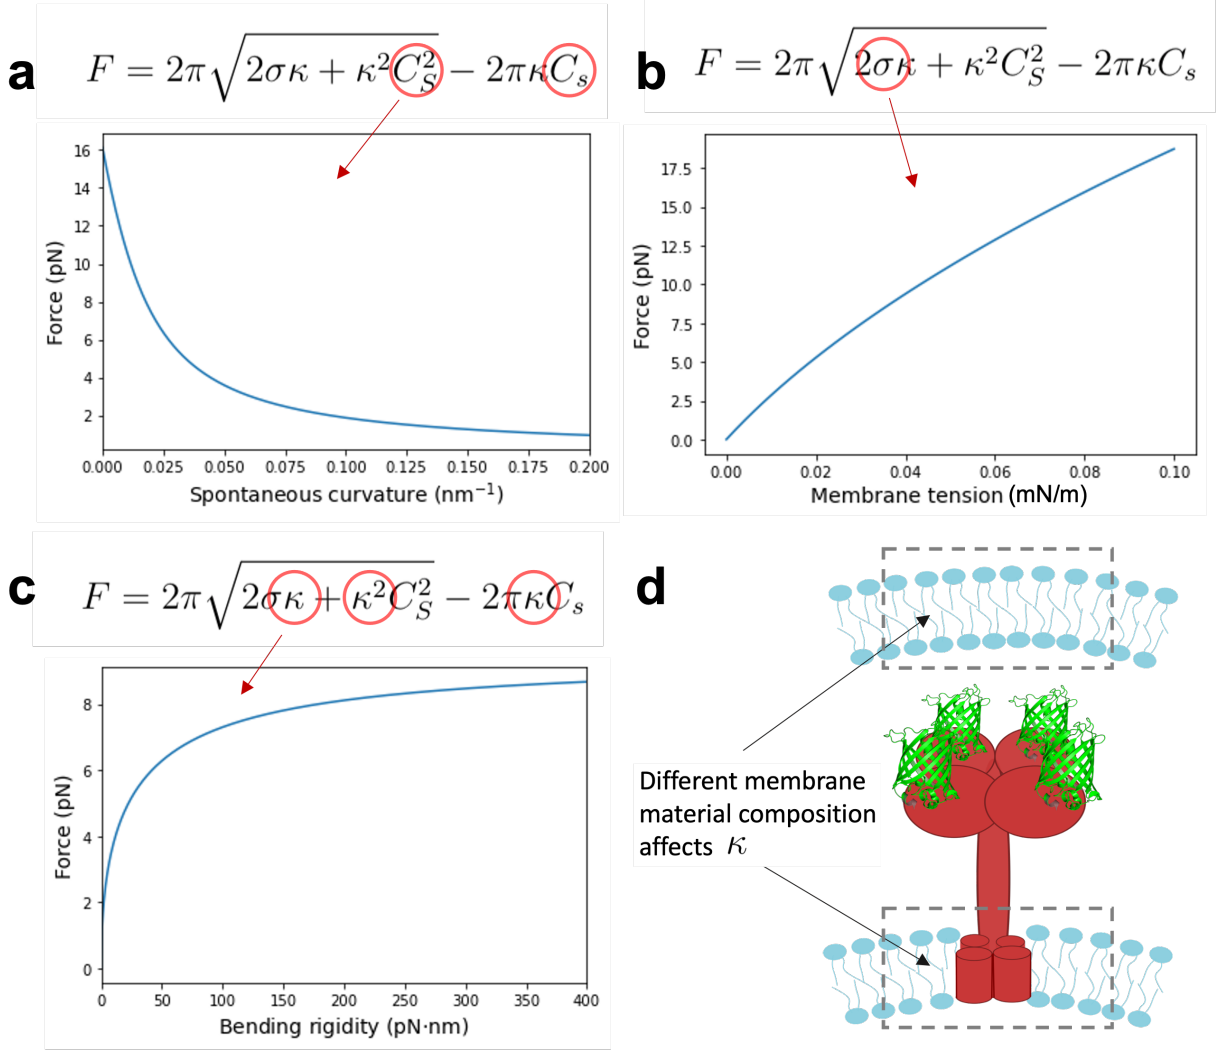 a
F = 2π√(2σκ + κ²C_S²) − 2πκC_s
16
14
12
10
8
6
4
2
0.000 0.025 0.050 0.075 0.100 0.125 0.150 0.175 0.200
Force (pN)
Spontaneous curvature (nm⁻¹)
b
F = 2π√(2σκ + κ²C_S²) − 2πκC_s
17.5
15.0
12.5
10.0
7.5
5.0
2.5
0.0
0.00 0.02 0.04 0.06 0.08 0.10
Force (pN)
Membrane tension (mN/m)
c
F = 2π√(2σκ + κ²C_S²) − 2πκC_s
8
6
4
2
0
0 50 100 150 200 250 300 350 400
Force (pN)
Bending rigidity (pN·nm)
d
Different membrane
material composition
affects κ